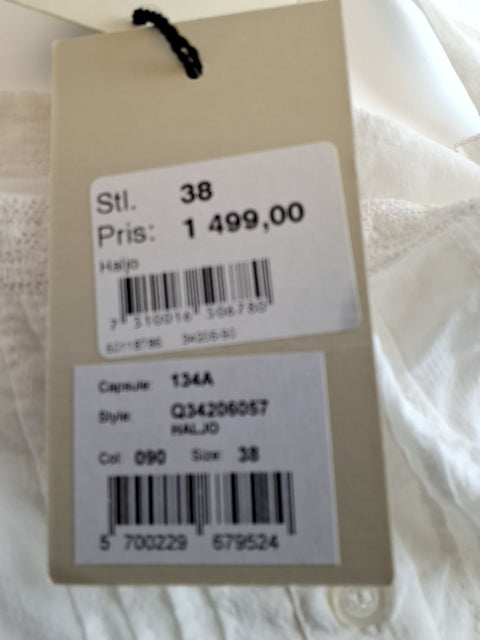 Stl. 38
Pris: 1 499,00
Haljo
7 310016 306780
Capsule: 134A
Style: Q34206057
HALJO
Col: 090 Size: 38
5 700229 679524